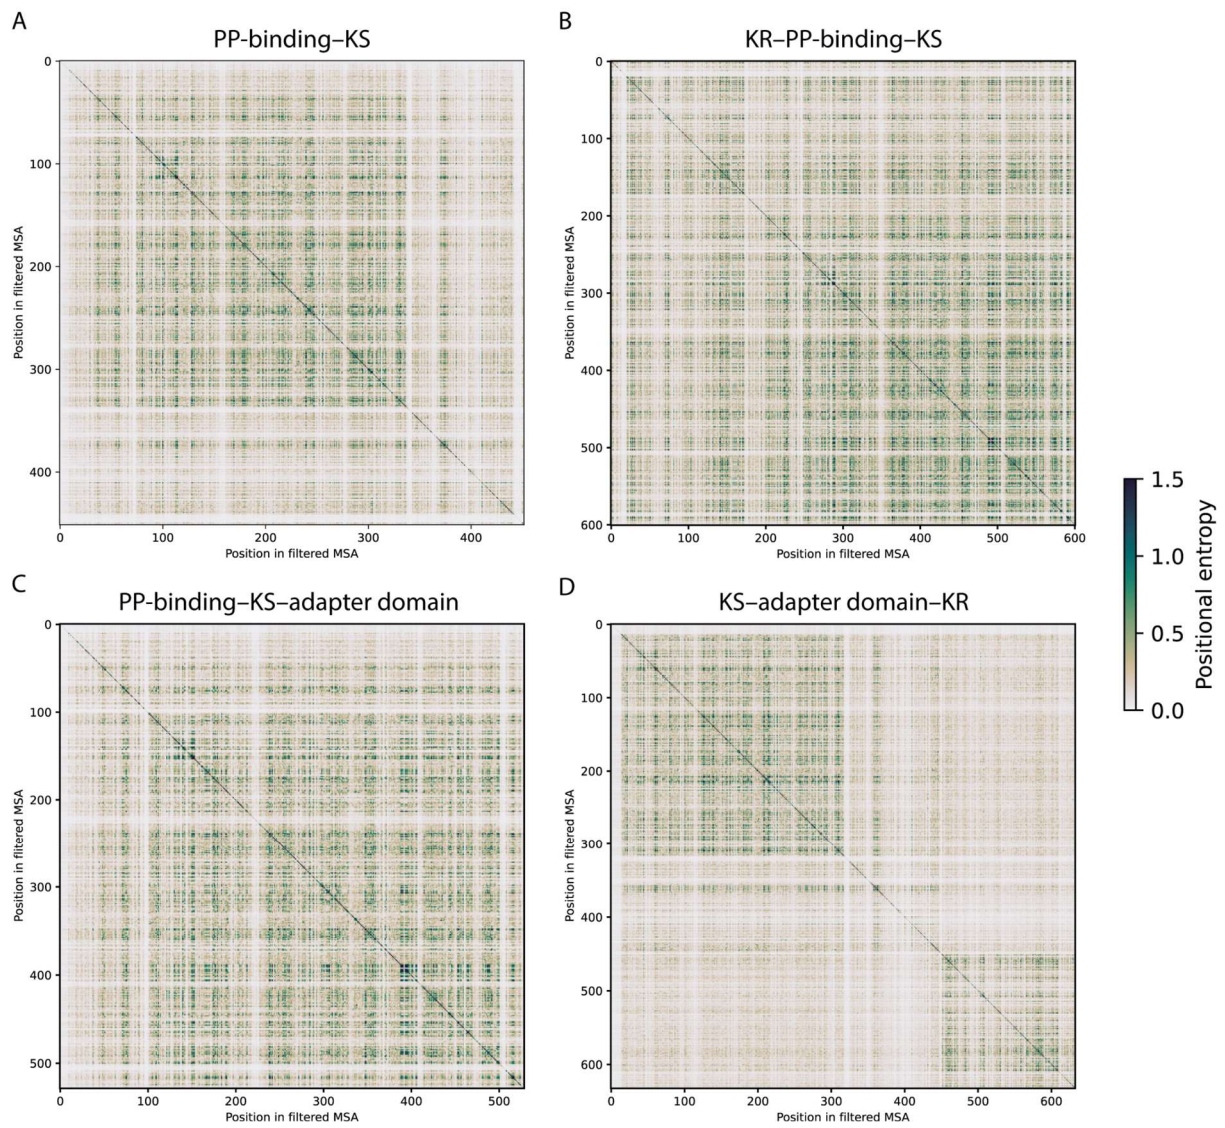 A
PP-binding–KS
0
100
200
300
400
Position in filtered MSA
0 100 200 300 400
Position in filtered MSA
B
KR–PP-binding–KS
0
100
200
300
400
500
600
Position in filtered MSA
0 100 200 300 400 500 600
Position in filtered MSA
C
PP-binding–KS–adapter domain
0
100
200
300
400
500
Position in filtered MSA
0 100 200 300 400 500
Position in filtered MSA
D
KS–adapter domain–KR
0
100
200
300
400
500
600
Position in filtered MSA
0 100 200 300 400 500 600
Position in filtered MSA
1.5
1.0
0.5
0.0
Positional entropy